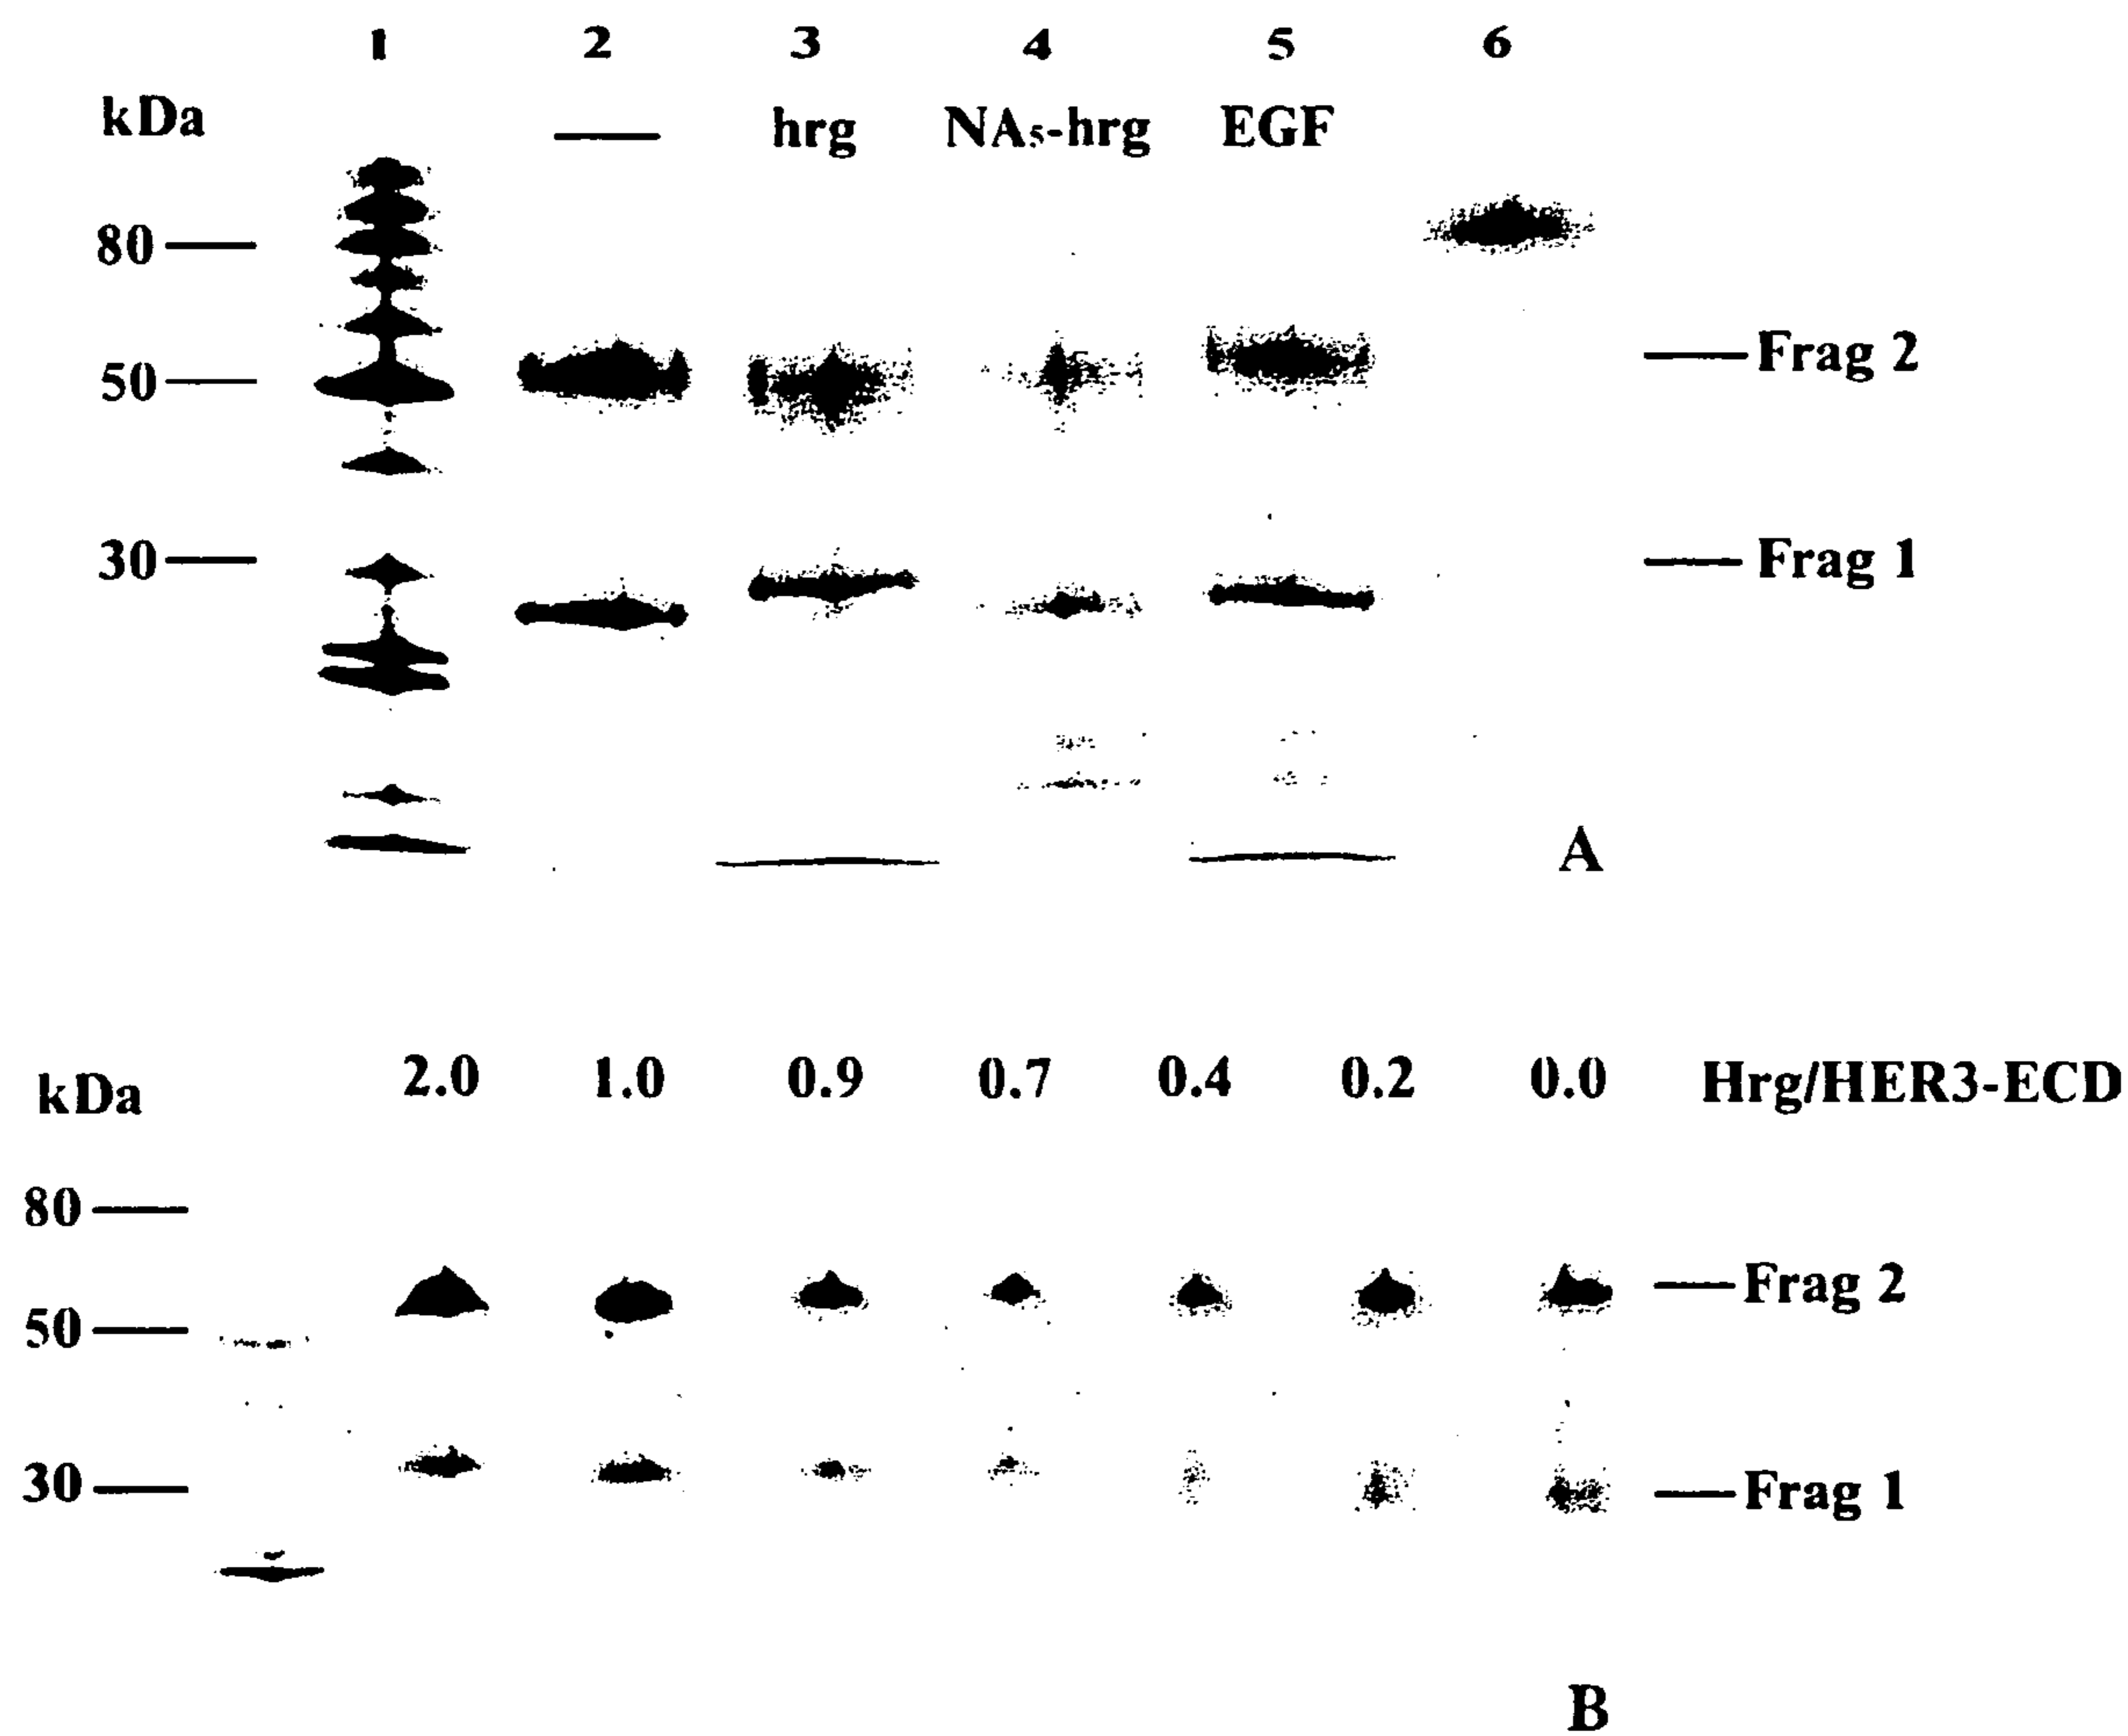 1 2 3 4 5 6
kDa — hrg NA₅-hrg EGF
80
Frag 2
50
30 Frag 1
A
kDa 2.0 1.0 0.9 0.7 0.4 0.2 0.0 Hrg/HER3-ECD
80
Frag 2
50
30 Frag 1
B